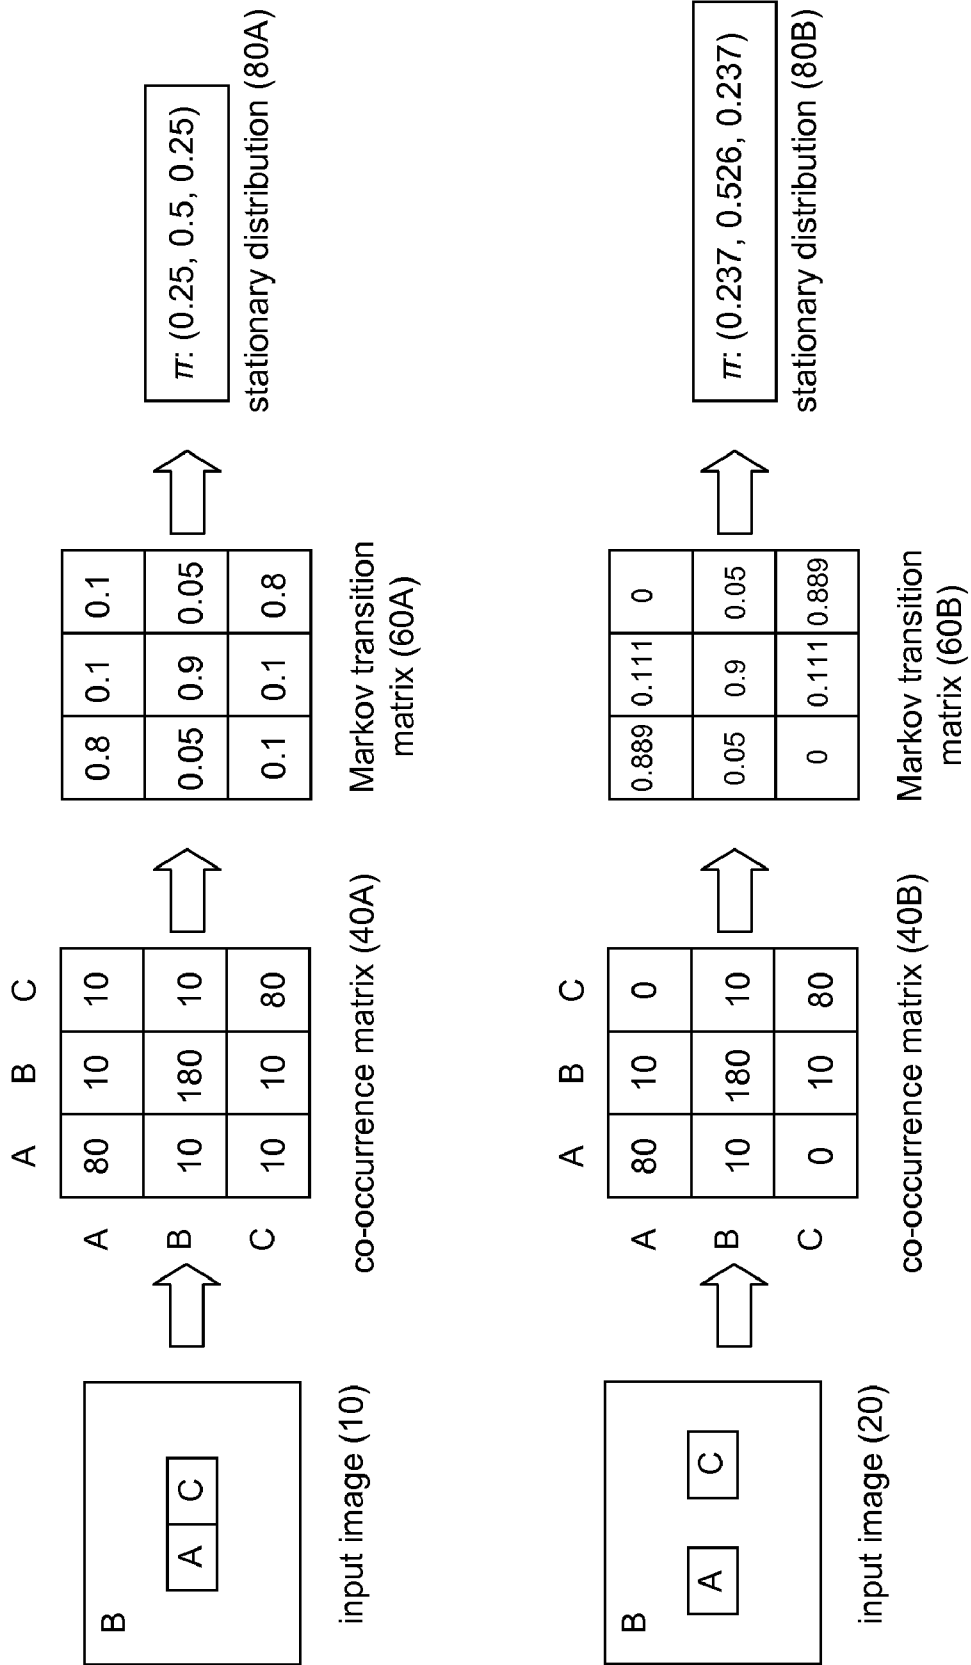 B
A C
input image (10)
A B C
A 80 10 10
B 10 180 10
C 10 10 80
co-occurrence matrix (40A)
0.8 0.1 0.1
0.05 0.9 0.05
0.1 0.1 0.8
Markov transition
matrix (60A)
π: (0.25, 0.5, 0.25)
stationary distribution (80A)
B
A C
input image (20)
A B C
A 80 10 0
B 10 180 10
C 0 10 80
co-occurrence matrix (40B)
0.889 0.111 0
0.05 0.9 0.05
0 0.111 0.889
Markov transition
matrix (60B)
π: (0.237, 0.526, 0.237)
stationary distribution (80B)